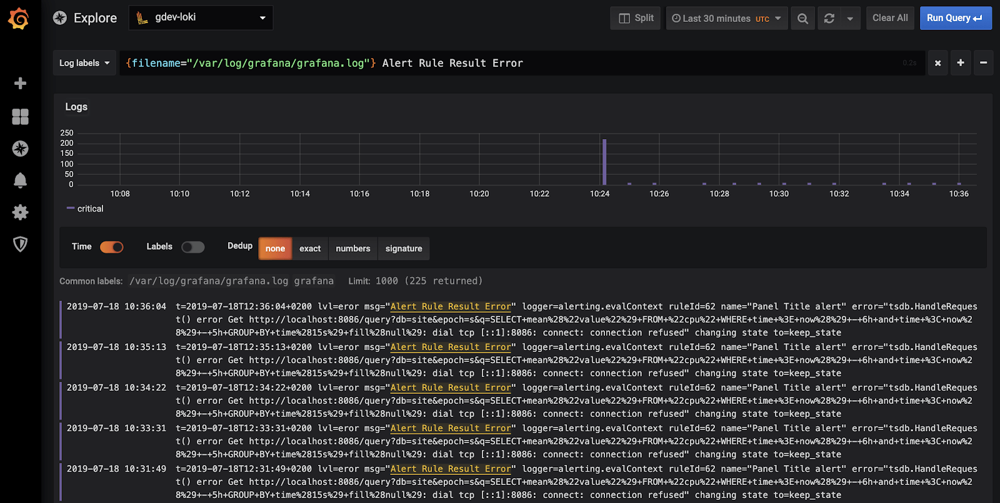 Explore
gdev-loki
Split
Last 30 minutes UTC
Clear All
Run Query
Log labels
{filename="/var/log/grafana/grafana.log"} Alert Rule Result Error
0.2s
Logs
250
200
150
100
50
0
10:08 10:10 10:12 10:14 10:16 10:18 10:20 10:22 10:24 10:26 10:28 10:30 10:32 10:34 10:36
critical
Time Labels Dedup none exact numbers signature
Common labels: /var/log/grafana/grafana.log grafana Limit: 1000 (225 returned)
2019-07-18 10:36:04 t=2019-07-18T12:36:04+0200 lvl=eror msg="Alert Rule Result Error" logger=alerting.evalContext ruleId=62 name="Panel Title alert" error="tsdb.HandleReques
t() error Get http://localhost:8086/query?db=site&epoch=s&q=SELECT+mean%28%22value%22%29+FROM+%22cpu%22+WHERE+time+%3E+now%28%29+-+6h+and+time+%3C+now%2
8%29+-+5h+GROUP+BY+time%2815s%29+fill%28null%29: dial tcp [::1]:8086: connect: connection refused" changing state to=keep_state
2019-07-18 10:35:13 t=2019-07-18T12:35:13+0200 lvl=eror msg="Alert Rule Result Error" logger=alerting.evalContext ruleId=62 name="Panel Title alert" error="tsdb.HandleReques
t() error Get http://localhost:8086/query?db=site&epoch=s&q=SELECT+mean%28%22value%22%29+FROM+%22cpu%22+WHERE+time+%3E+now%28%29+-+6h+and+time+%3C+now%2
8%29+-+5h+GROUP+BY+time%2815s%29+fill%28null%29: dial tcp [::1]:8086: connect: connection refused" changing state to=keep_state
2019-07-18 10:34:22 t=2019-07-18T12:34:22+0200 lvl=eror msg="Alert Rule Result Error" logger=alerting.evalContext ruleId=62 name="Panel Title alert" error="tsdb.HandleReques
t() error Get http://localhost:8086/query?db=site&epoch=s&q=SELECT+mean%28%22value%22%29+FROM+%22cpu%22+WHERE+time+%3E+now%28%29+-+6h+and+time+%3C+now%2
8%29+-+5h+GROUP+BY+time%2815s%29+fill%28null%29: dial tcp [::1]:8086: connect: connection refused" changing state to=keep_state
2019-07-18 10:33:31 t=2019-07-18T12:33:31+0200 lvl=eror msg="Alert Rule Result Error" logger=alerting.evalContext ruleId=62 name="Panel Title alert" error="tsdb.HandleReques
t() error Get http://localhost:8086/query?db=site&epoch=s&q=SELECT+mean%28%22value%22%29+FROM+%22cpu%22+WHERE+time+%3E+now%28%29+-+6h+and+time+%3C+now%2
8%29+-+5h+GROUP+BY+time%2815s%29+fill%28null%29: dial tcp [::1]:8086: connect: connection refused" changing state to=keep_state
2019-07-18 10:31:49 t=2019-07-18T12:31:49+0200 lvl=eror msg="Alert Rule Result Error" logger=alerting.evalContext ruleId=62 name="Panel Title alert" error="tsdb.HandleReques
t() error Get http://localhost:8086/query?db=site&epoch=s&q=SELECT+mean%28%22value%22%29+FROM+%22cpu%22+WHERE+time+%3E+now%28%29+-+6h+and+time+%3C+now%2
8%29+-+5h+GROUP+BY+time%2815s%29+fill%28null%29: dial tcp [::1]:8086: connect: connection refused" changing state to=keep_state